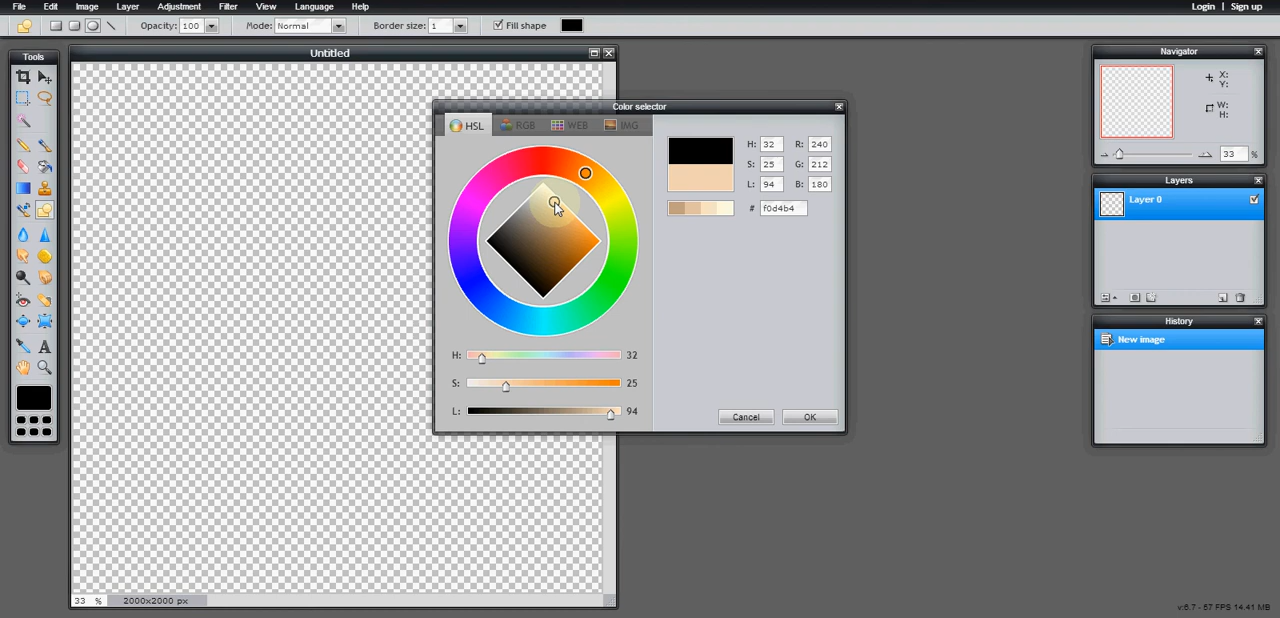 File Edit Image Layer Adjustment Filter View Language Help Login | Sign up
Opacity: 100 Mode: Normal Border size: 1 Fill shape
Tools
Untitled
33 % 2000x2000 px
Color selector
HSL RGB WEB IMG
H: 32 R: 240
S: 25 G: 212
L: 94 B: 180
# f0d4b4
H: 32
S: 25
L: 94
Cancel OK
Navigator
X:
Y:
W:
H:
33 %
Layers
Layer 0
History
New image
v:6.7 - 57 FPS 14.41 MB